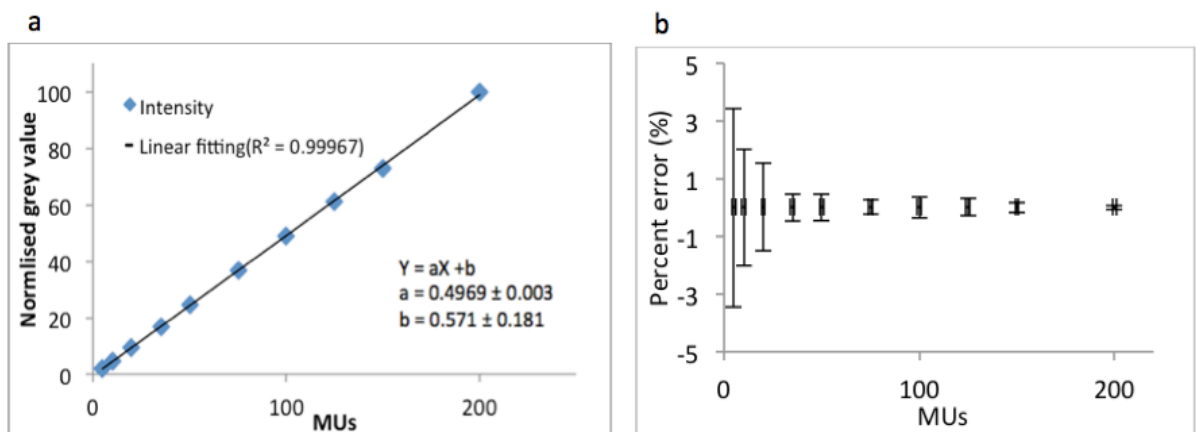 a
Normlised grey value
100
80
60
40
20
0
Intensity
Linear fitting(R² = 0.99967)
Y = aX +b
a = 0.4969 ± 0.003
b = 0.571 ± 0.181
0 100 200
MUs
b
Percent error (%)
5
3
1
-1
-3
-5
0 100 200
MUs